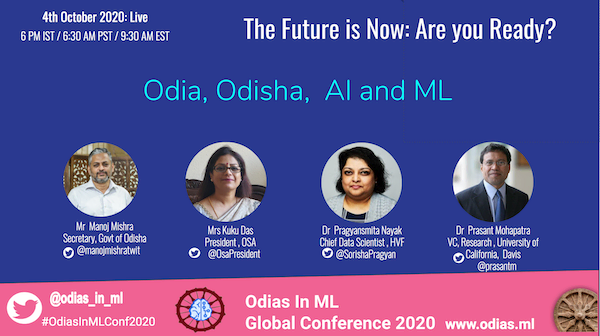 4th October 2020: Live
6 PM IST / 6:30 AM PST / 9:30 AM EST
The Future is Now: Are you Ready?
Odia, Odisha, AI and ML
Mr Manoj Mishra
Secretary, Govt of Odisha
@manojmishratwit
Mrs Kuku Das
President , OSA
@OsaPresident
Dr Pragyansmita Nayak
Chief Data Scientist , HVF
@SorishaPragyan
Dr Prasant Mohapatra
VC, Research , University of
California, Davis
@prasantm
@odias_in_ml
#OdiasInMLConf2020
Odias In ML
Global Conference 2020
www.odias.ml